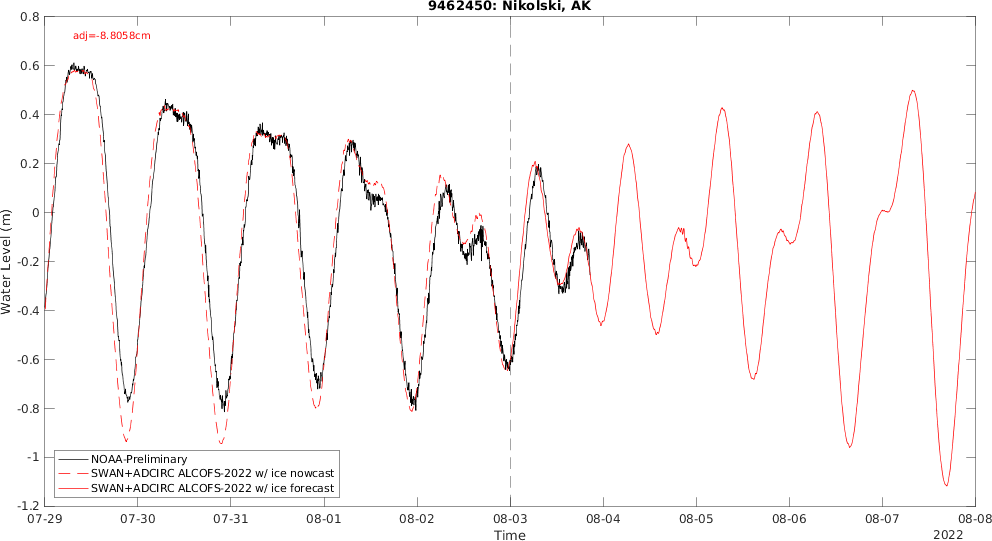 9462450: Nikolski, AK
adj=-8.8058cm
0.8
0.6
0.4
0.2
0
-0.2
-0.4
-0.6
-0.8
-1
-1.2
Water Level (m)
NOAA-Preliminary
SWAN+ADCIRC ALCOFS-2022 w/ ice nowcast
SWAN+ADCIRC ALCOFS-2022 w/ ice forecast
07-29 07-30 07-31 08-01 08-02 08-03 08-04 08-05 08-06 08-07 08-08
Time
2022